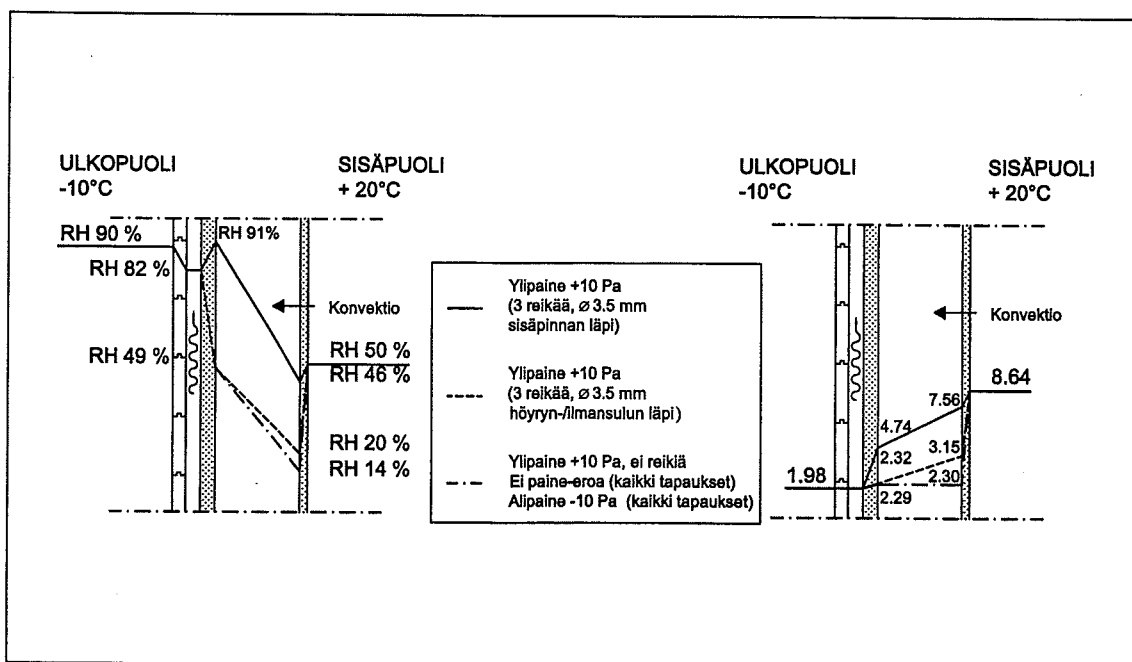 ULKOPUOLI
-10°C
SISÄPUOLI
+ 20°C
RH 90 %
RH 91%
RH 82 %
Konvektio
RH 49 %
RH 50 %
RH 46 %
RH 20 %
RH 14 %
Ylipaine +10 Pa
(3 reikää, ø 3.5 mm
sisäpinnan läpi)
Ylipaine +10 Pa
(3 reikää, ø 3.5 mm
höyryn-/ilmansulun läpi)
Ylipaine +10 Pa, ei reikiä
Ei paine-eroa (kaikki tapaukset)
Alipaine -10 Pa (kaikki tapaukset)
ULKOPUOLI
-10°C
SISÄPUOLI
+ 20°C
Konvektio
8.64
7.56
4.74
3.15
2.32
2.30
1.98
2.29